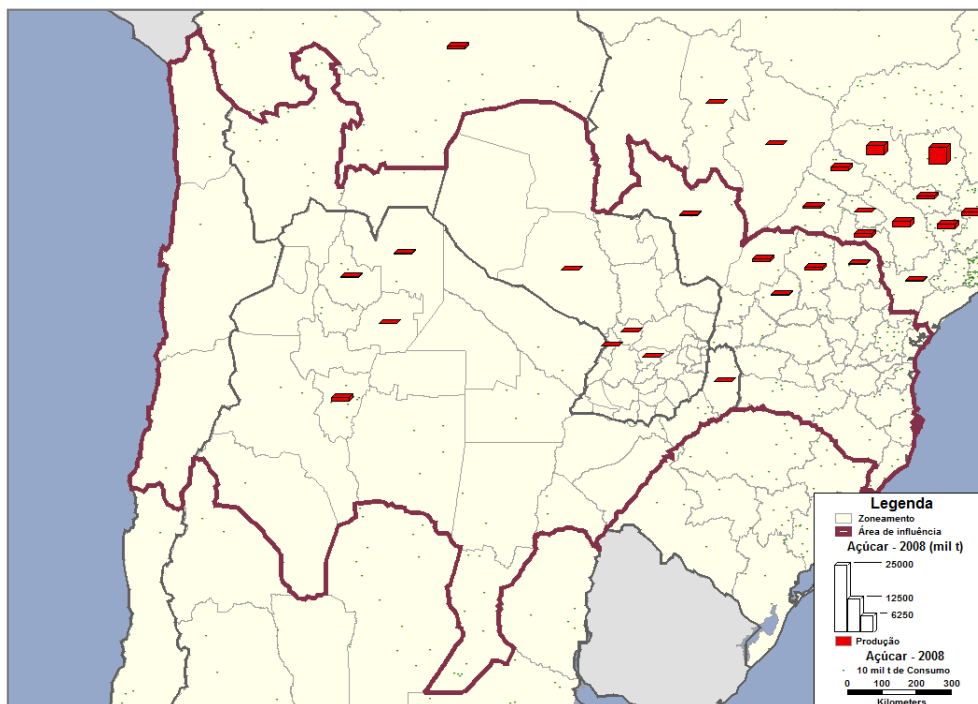 Legenda
Zoneamento
Área de influência
Açúcar - 2008 (mil t)
25000
12500
6250
Produção
Açúcar - 2008
10 mil t de Consumo
0 100 200 300
Kilometers